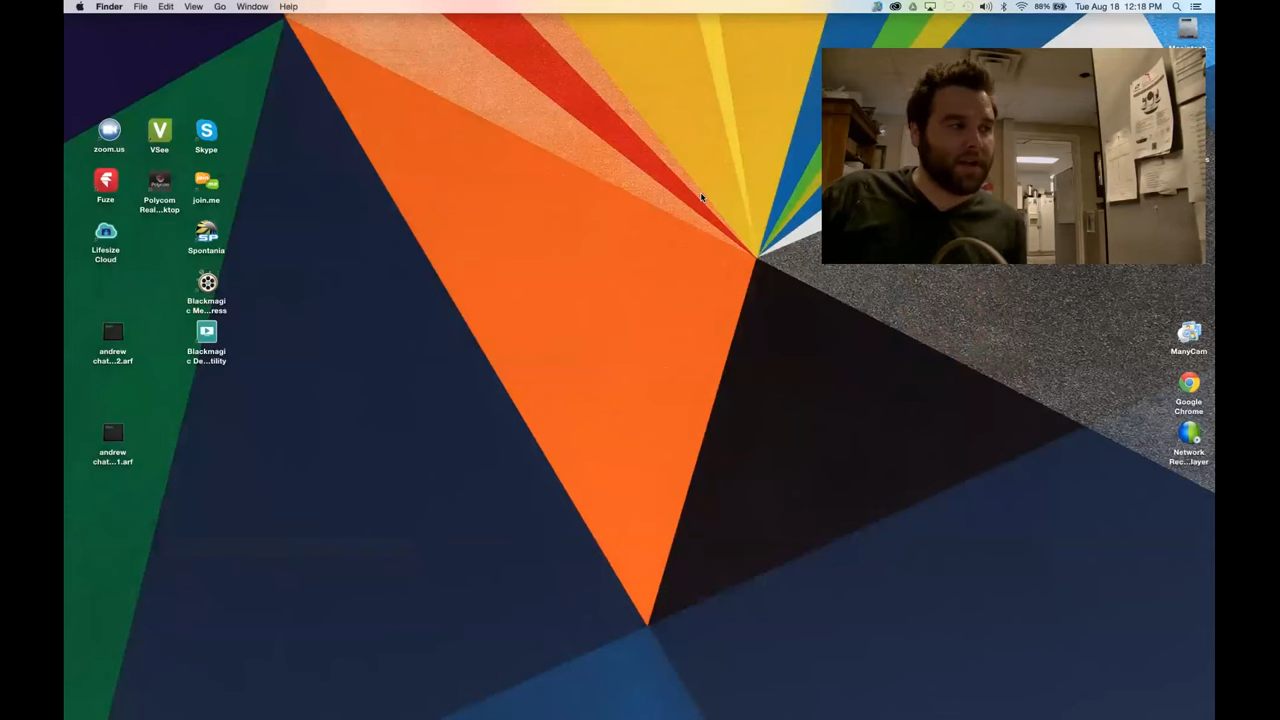 Finder File Edit View Go Window Help
88% Tue Aug 18 12:18 PM
zoom.us
VSee
Skype
Fuze
Polycom
Real...ktop
join.me
Lifesize
Cloud
Spontania
Blackmagi
c Me...ress
andrew
chat...2.arf
Blackmagi
c De...tility
andrew
chat...1.arf
ManyCam
Google
Chrome
Network
Rec...layer